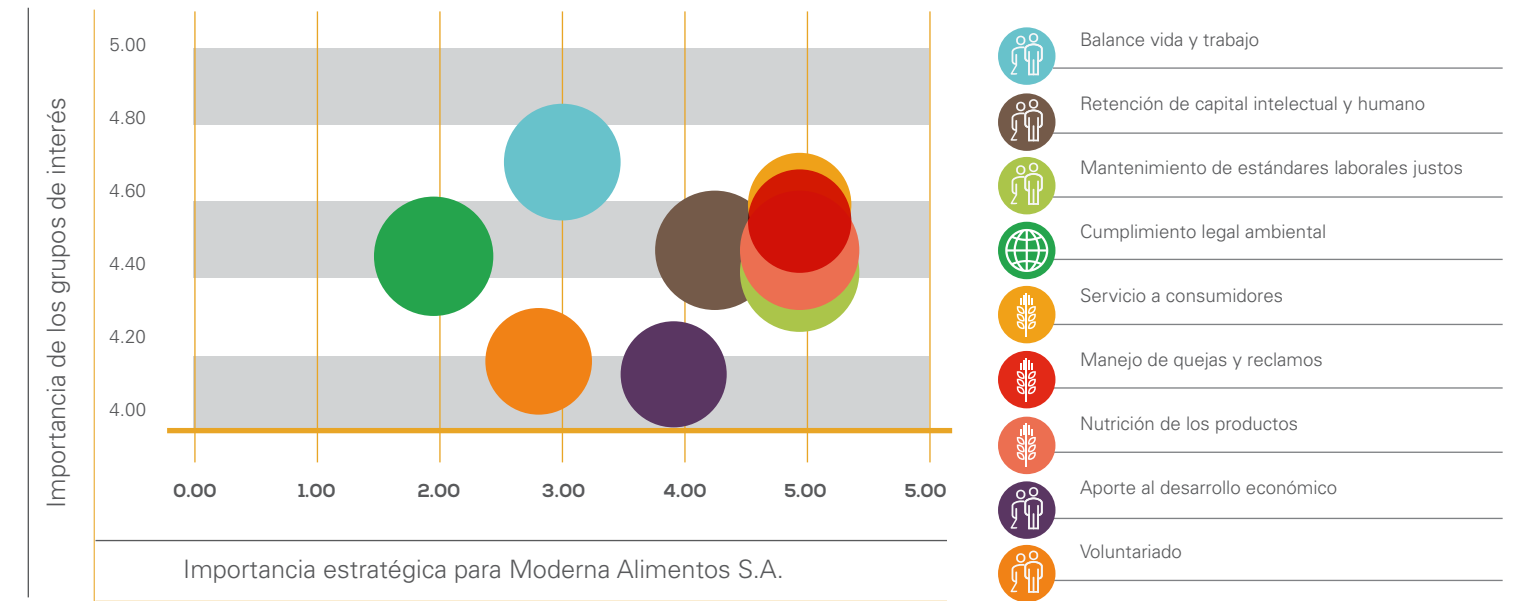 Importancia de los grupos de interés
5.00
4.80
4.60
4.40
4.20
4.00
0.00 1.00 2.00 3.00 4.00 5.00 5.00
Importancia estratégica para Moderna Alimentos S.A.
Balance vida y trabajo
Retención de capital intelectual y humano
Mantenimiento de estándares laborales justos
Cumplimiento legal ambiental
Servicio a consumidores
Manejo de quejas y reclamos
Nutrición de los productos
Aporte al desarrollo económico
Voluntariado